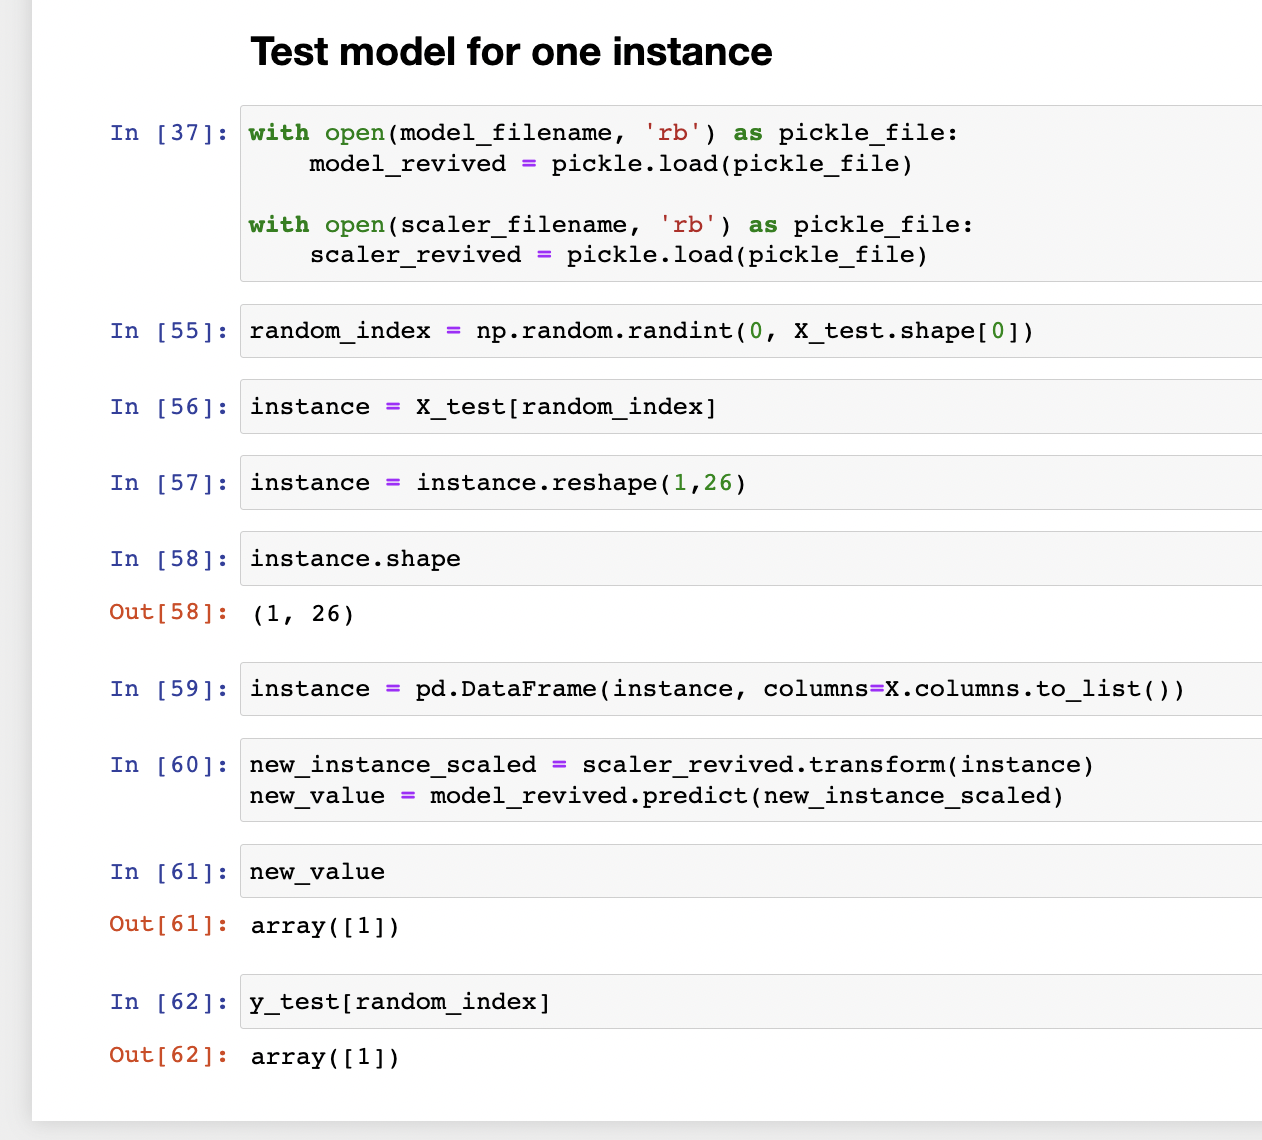 Test model for one instance
In [37]: with open(model_filename, 'rb') as pickle_file:
    model_revived = pickle.load(pickle_file)
with open(scaler_filename, 'rb') as pickle_file:
    scaler_revived = pickle.load(pickle_file)
In [55]: random_index = np.random.randint(0, X_test.shape[0])
In [56]: instance = X_test[random_index]
In [57]: instance = instance.reshape(1,26)
In [58]: instance.shape
Out[58]: (1, 26)
In [59]: instance = pd.DataFrame(instance, columns=X.columns.to_list())
In [60]: new_instance_scaled = scaler_revived.transform(instance)
new_value = model_revived.predict(new_instance_scaled)
In [61]: new_value
Out[61]: array([1])
In [62]: y_test[random_index]
Out[62]: array([1])